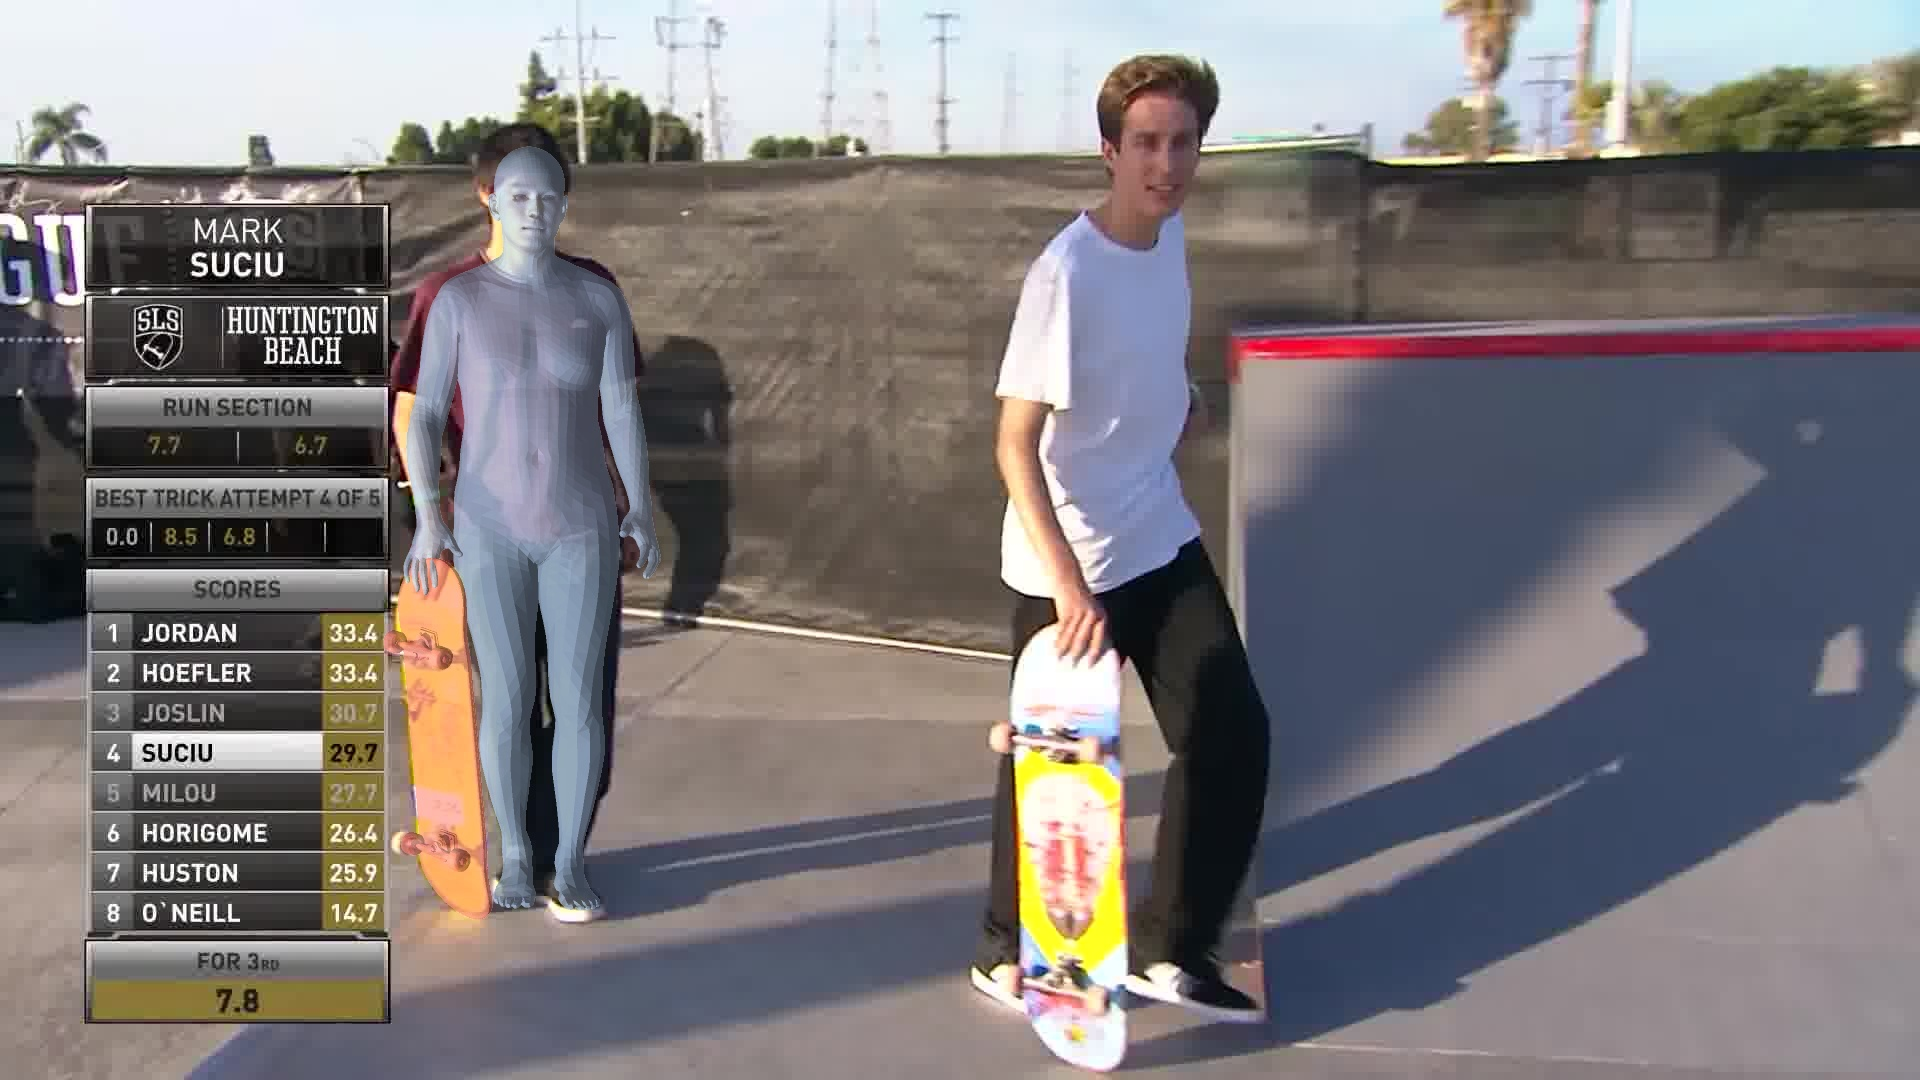 GUE
MARK
SUCIU
SLS
HUNTINGTON
BEACH
RUN SECTION
7.7 6.7
BEST TRICK ATTEMPT 4 OF 5
0.0 8.5 6.8
SCORES
1 JORDAN 33.4
2 HOEFLER 33.4
3 JOSLIN 30.7
4 SUCIU 29.7
5 MILOU 27.7
6 HORIGOME 26.4
7 HUSTON 25.9
8 O`NEILL 14.7
FOR 3RD
7.8